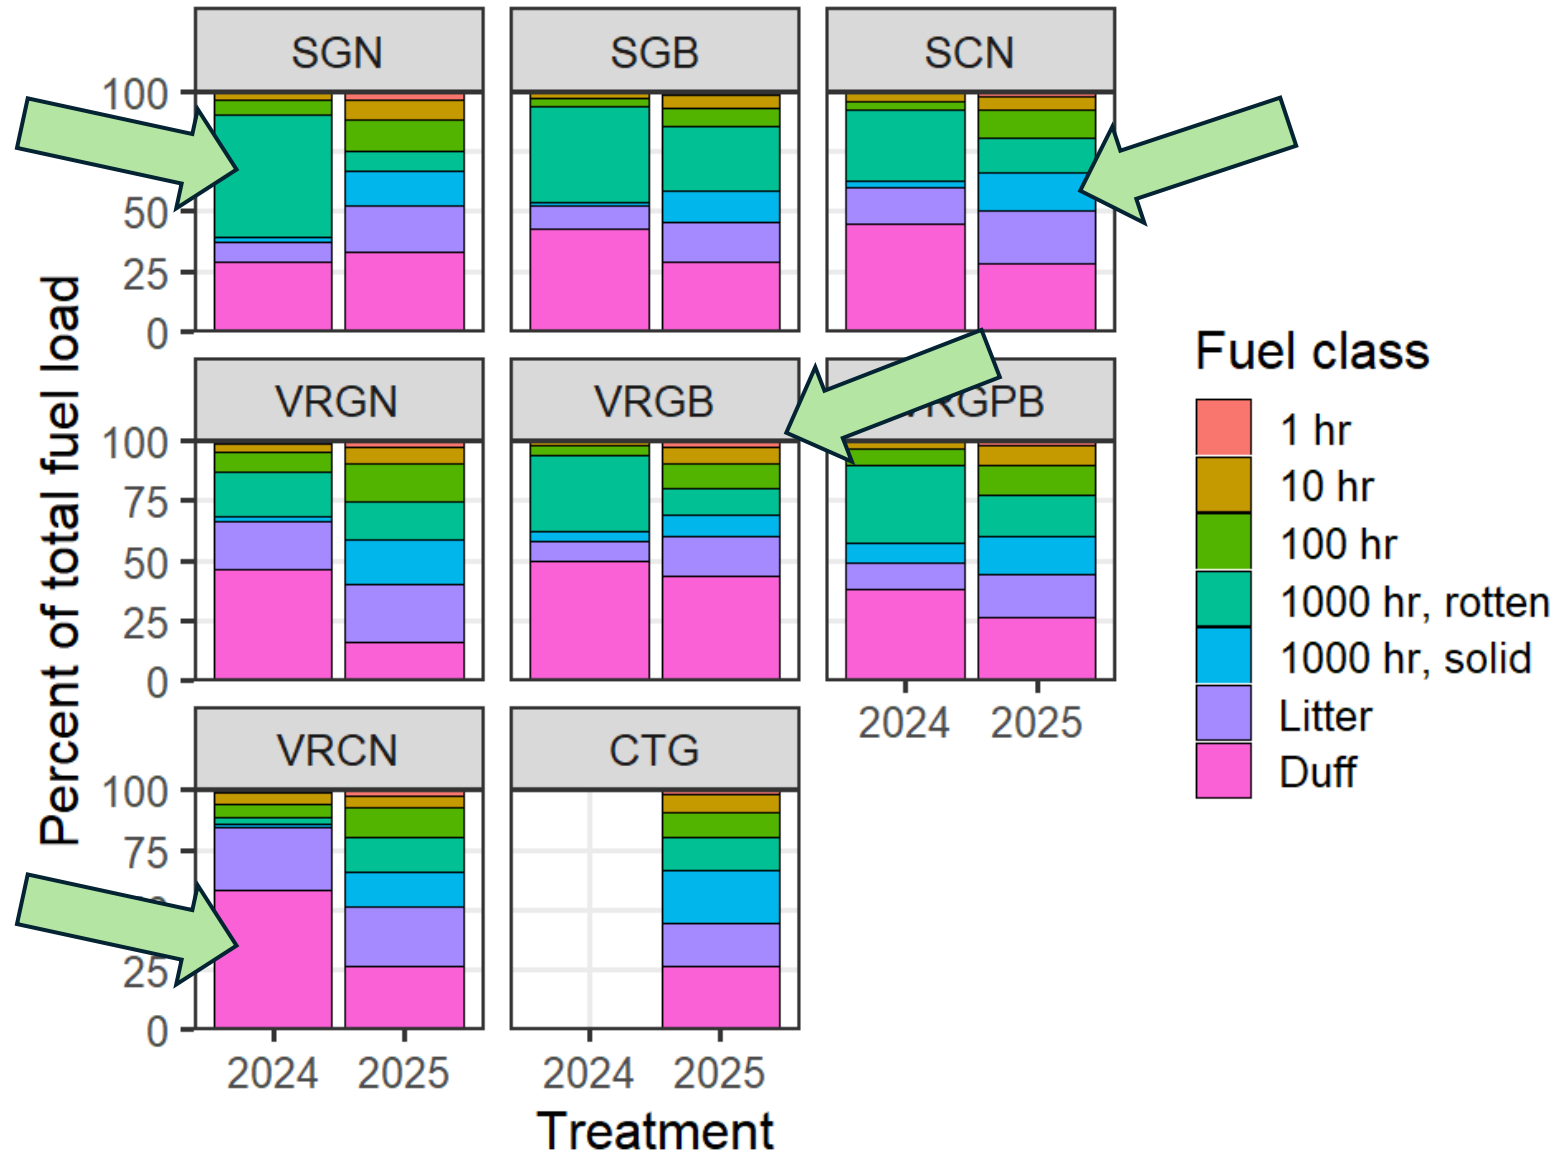 SGN SGB SCN
100
50
25
0
VRGN VRGB RGPB
100
75
50
25
0
2024 2025
VRCN CTG
100
75
25
0
2024 2025 2024 2025
Treatment
Percent of total fuel load
Fuel class
1 hr
10 hr
100 hr
1000 hr, rotten
1000 hr, solid
Litter
Duff